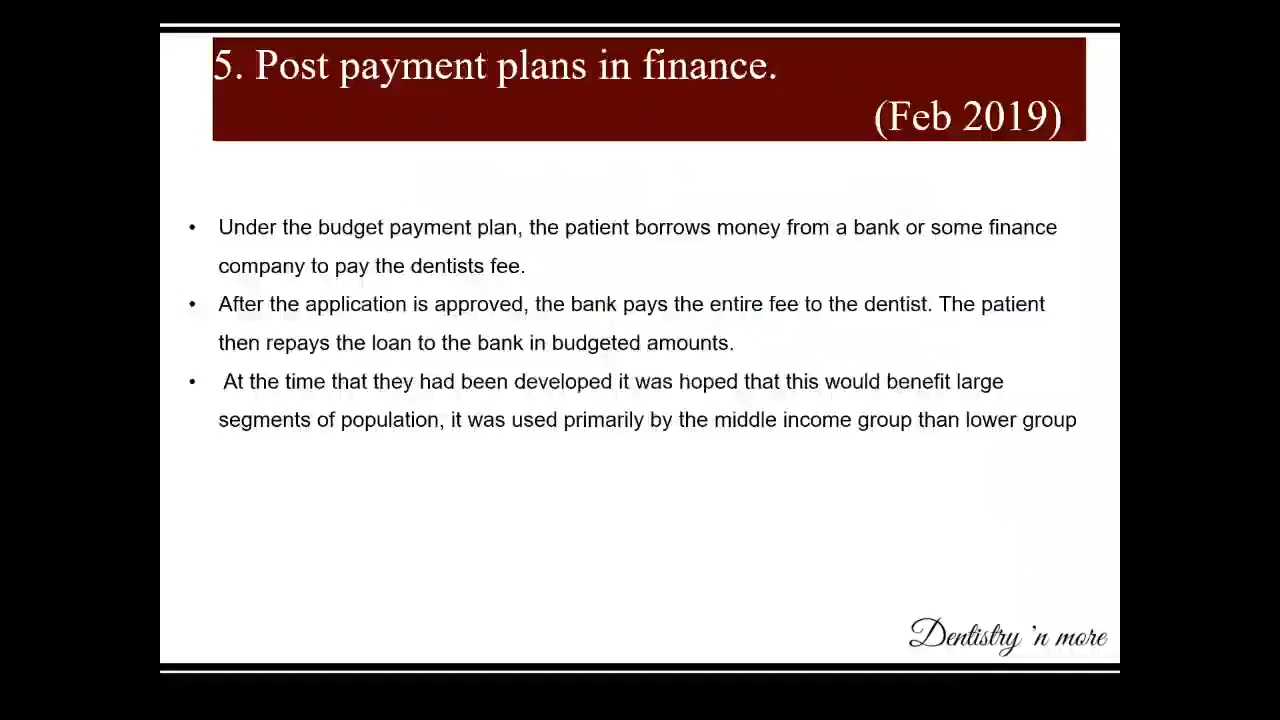 5. Post payment plans in finance.
(Feb 2019)
• Under the budget payment plan, the patient borrows money from a bank or some finance
company to pay the dentists fee.
• After the application is approved, the bank pays the entire fee to the dentist. The patient
then repays the loan to the bank in budgeted amounts.
• At the time that they had been developed it was hoped that this would benefit large
segments of population, it was used primarily by the middle income group than lower group
Dentistry 'n more